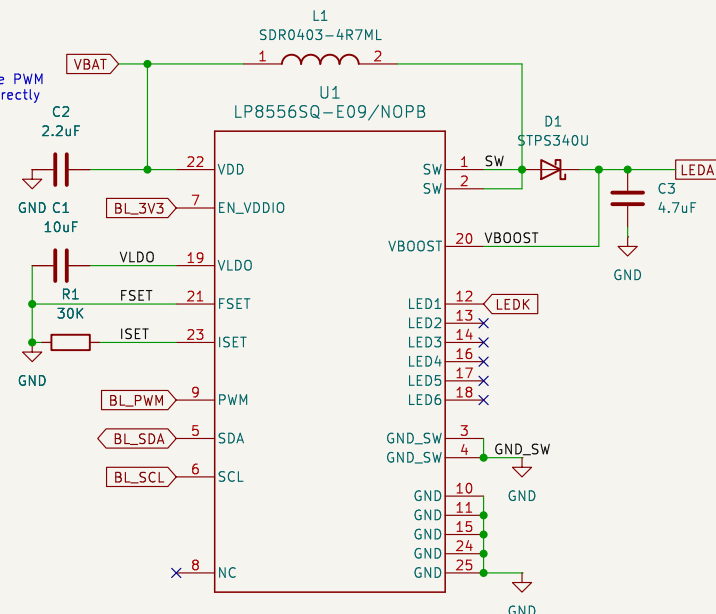 L1
SDR0403-4R7ML
1
2
VBAT
e PWM
rectly
U1
LP8556SQ-E09/NOPB
C2
2.2uF
D1
STPS340U
22
VDD
SW
1
SW
LEDA
SW
2
GND
C1
10uF
BL_3V3
7
EN_VDDIO
C3
4.7uF
VBOOST
20
VBOOST
VLDO
19
VLDO
GND
R1
30K
FSET
21
FSET
LED1
12
LEDK
LED2
13
ISET
23
ISET
LED3
14
LED4
16
GND
LED5
17
BL_PWM
9
PWM
LED6
18
BL_SDA
5
SDA
GND_SW
3
GND_SW
4
GND_SW
BL_SCL
6
SCL
GND
GND
10
GND
11
GND
15
GND
24
8
NC
GND
25
GND